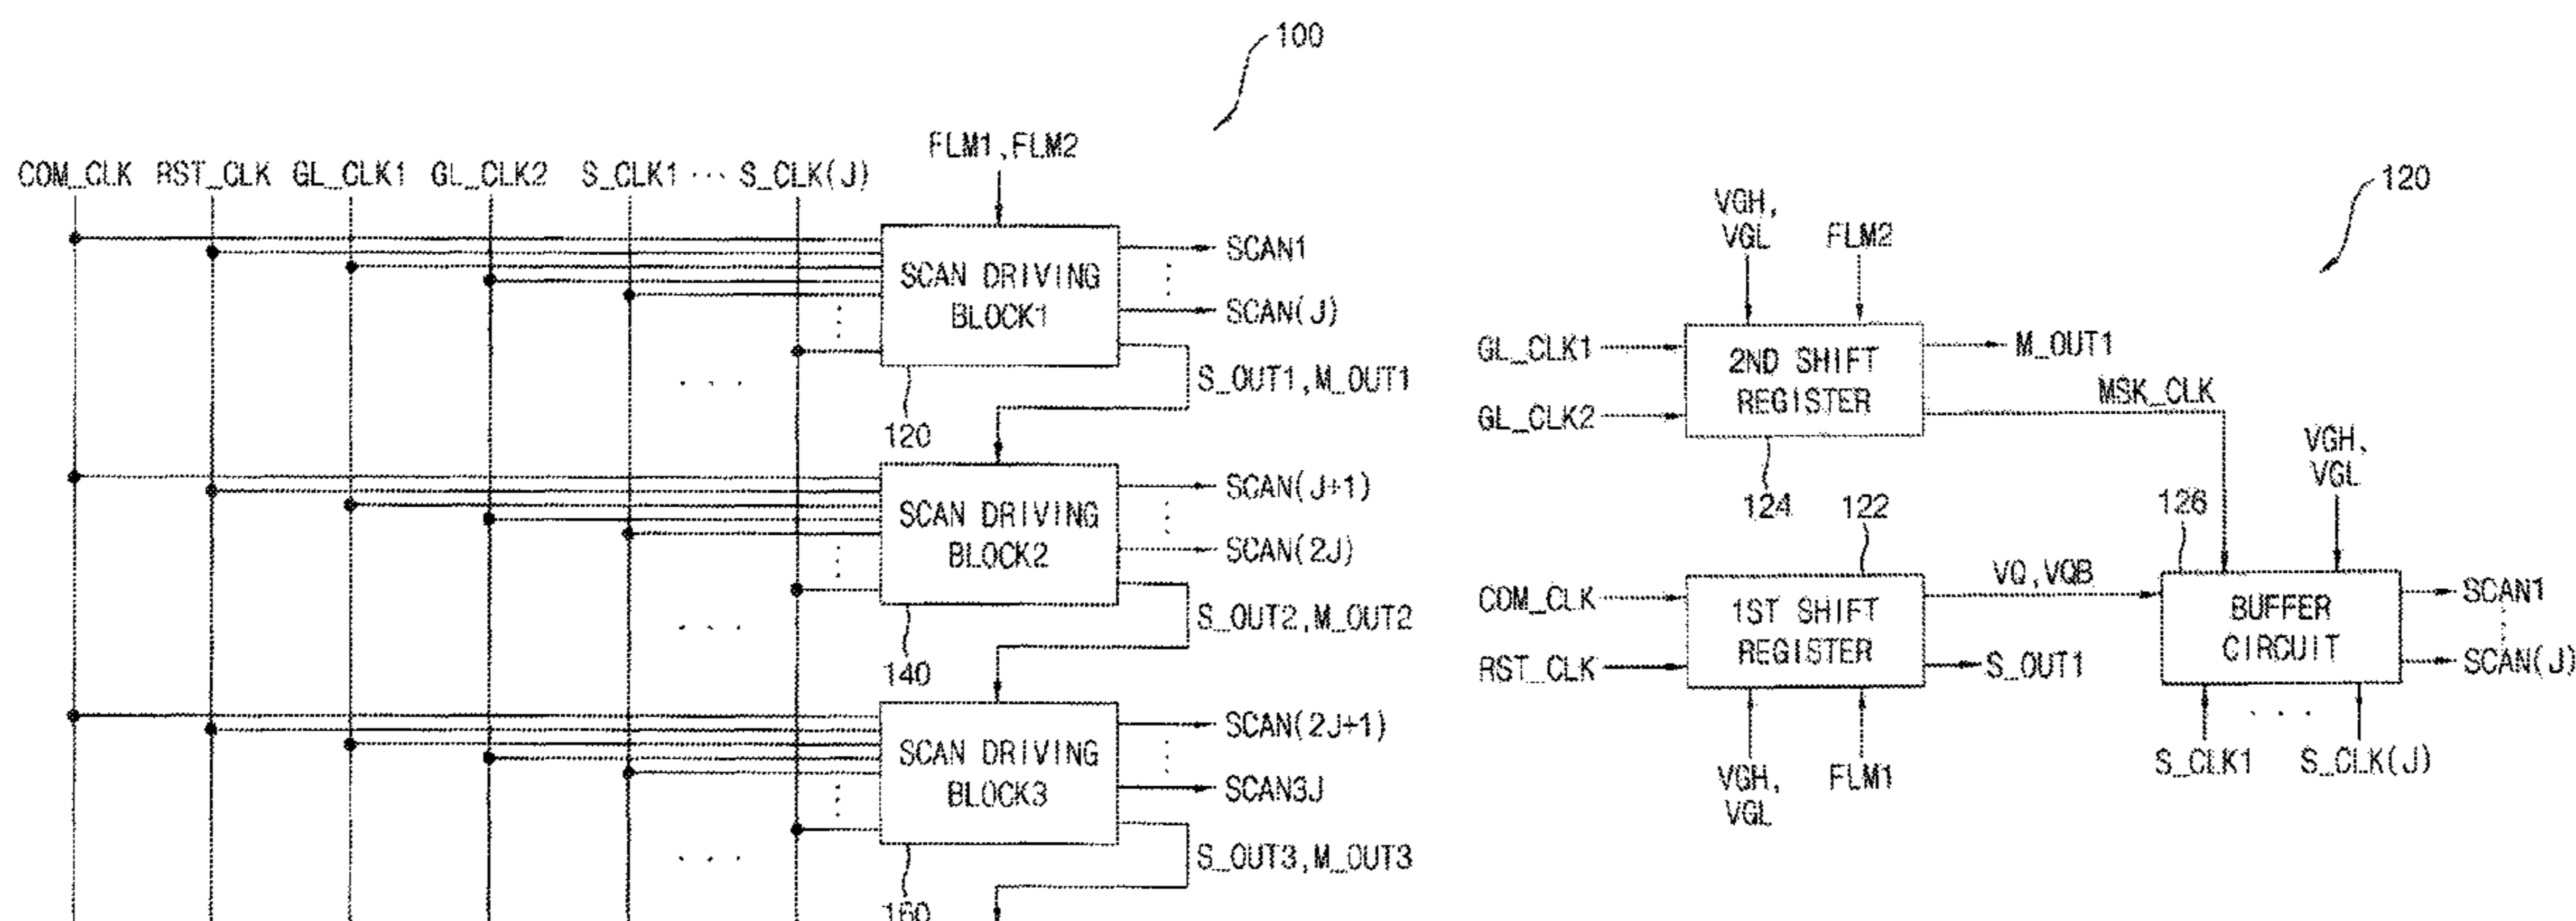 100
FLM1,FLM2
COM_CLK RST_CLK GL_CLK1 GL_CLK2 S_CLK1 ··· S_CLK(J)
SCAN DRIVING
BLOCK1
SCAN1
SCAN(J)
S_OUT1,M_OUT1
120
SCAN DRIVING
BLOCK2
SCAN(J+1)
SCAN(2J)
S_OUT2,M_OUT2
140
SCAN DRIVING
BLOCK3
SCAN(2J+1)
SCAN3J
S_OUT3,M_OUT3
160
120
VGH,
VGL
FLM2
GL_CLK1
GL_CLK2
2ND SHIFT
REGISTER
M_OUT1
MSK_CLK
124
122
126
VGH,
VGL
COM_CLK
RST_CLK
1ST SHIFT
REGISTER
VQ,VQB
S_OUT1
BUFFER
CIRCUIT
SCAN1
SCAN(J)
VGH,
VGL
FLM1
S_CLK1
S_CLK(J)